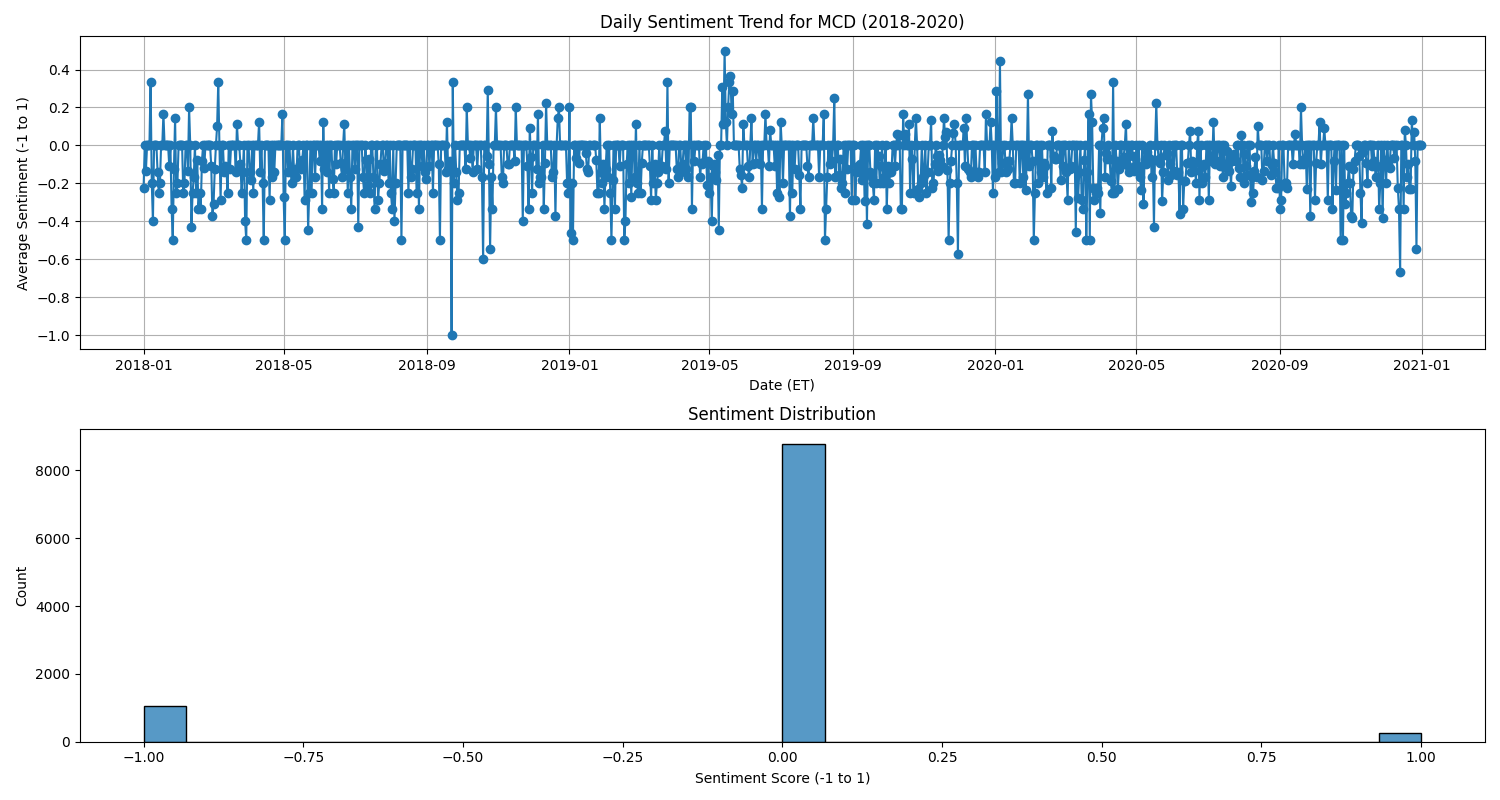 Daily Sentiment Trend for MCD (2018-2020)
Average Sentiment (-1 to 1)
0.4
0.2
0.0
−0.2
−0.4
−0.6
−0.8
−1.0
2018-01 2018-05 2018-09 2019-01 2019-05 2019-09 2020-01 2020-05 2020-09 2021-01
Date (ET)
Sentiment Distribution
Count
8000
6000
4000
2000
0
−1.00 −0.75 −0.50 −0.25 0.00 0.25 0.50 0.75 1.00
Sentiment Score (-1 to 1)